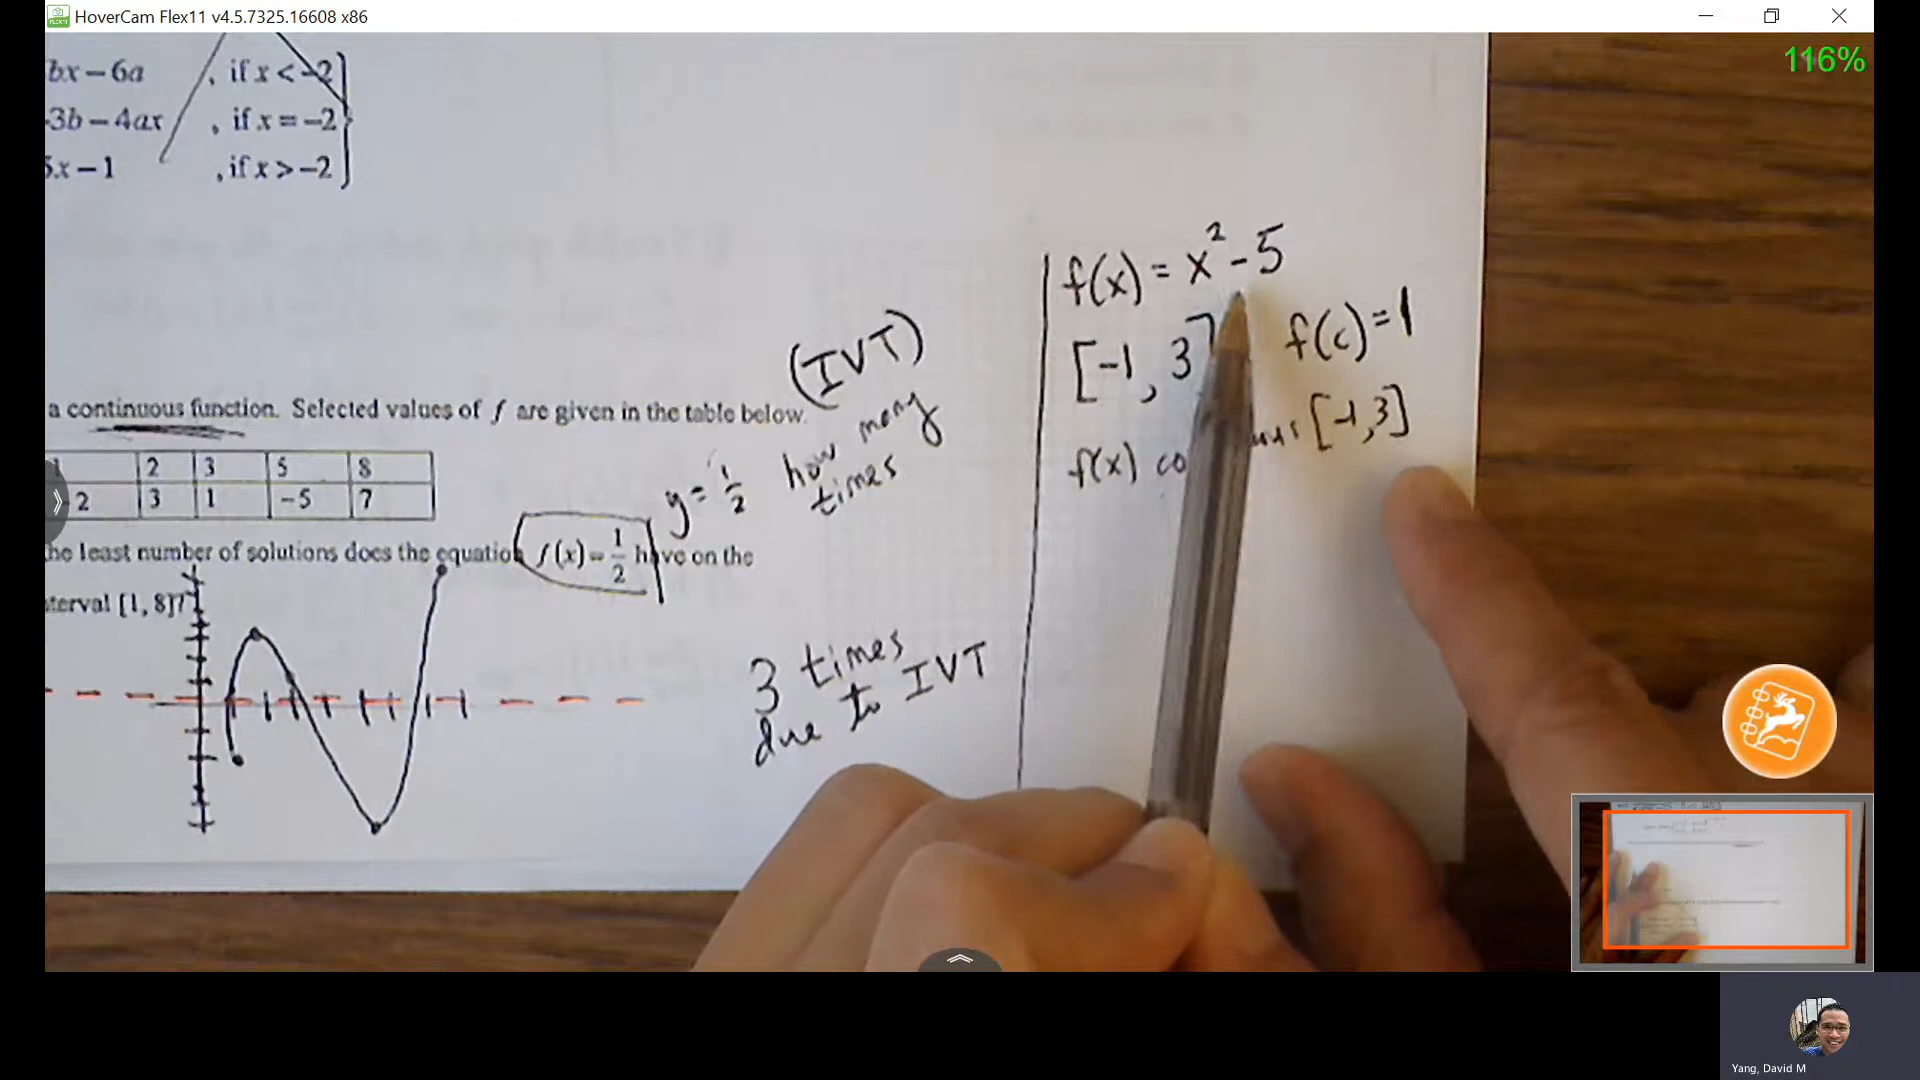 HoverCam Flex11 v4.5.7325.16608 x86
116%
bx – 6a , if x < –2
3b – 4ax , if x = –2
5x – 1 , if x > –2
f(x) = x² - 5
[-1, 3] f(c) = 1
f(x) [-1,3]
(IVT)
a continuous function. Selected values of f are given in the table below.
1 2 3 5 8
2 3 1 –5 7
y = 1/2 how many times
he least number of solutions does the equation f(x) = 1/2 have on the
terval [1, 8]?
3 times
due to IVT
Yang, David M